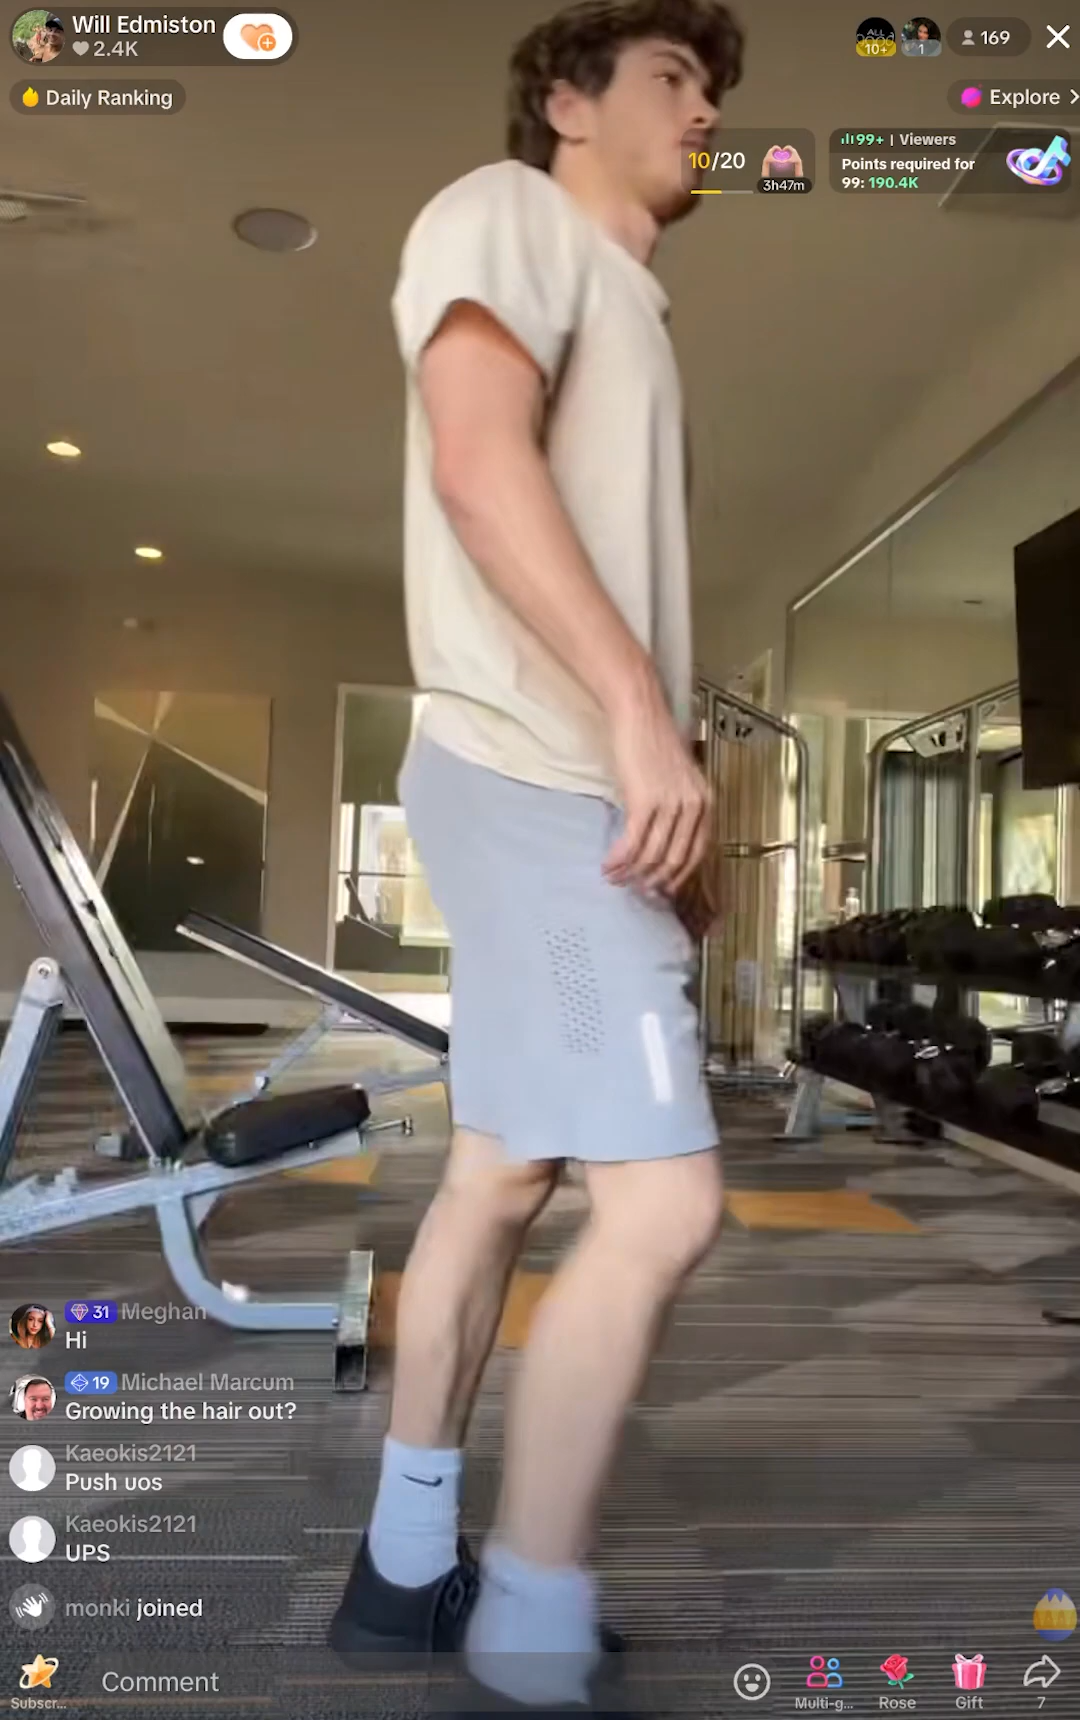 Will Edmiston
2.4K
10+
1
169
Daily Ranking
Explore
10/20
3h47m
99+ | Viewers
Points required for
99: 190.4K
31 Meghan
Hi
19 Michael Marcum
Growing the hair out?
Kaeokis2121
Push uos
Kaeokis2121
UPS
monki joined
Subscr...
Comment
Multi-g...
Rose
Gift
7